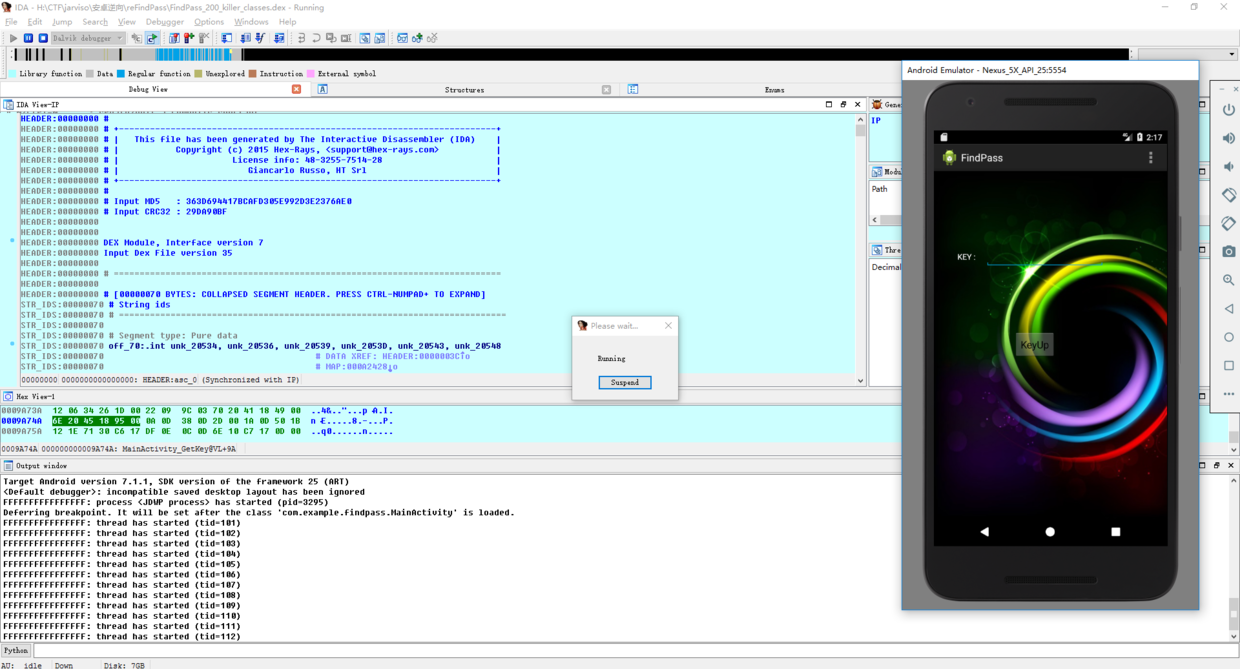 IDA - H:\CTF\jarviso\安卓逆向\reFindPass\FindPass_200_killer_classes.dex - Running
File Edit Jump Search View Debugger Options Windows Help
Dalvik debugger
Library function Data Regular function Unexplored Instruction External symbol
Debug View Structures Enums
IDA View-IP
HEADER:00000000 #
HEADER:00000000 # +-------------------------------------------------------------------------+
HEADER:00000000 # | This file has been generated by The Interactive Disassembler (IDA) |
HEADER:00000000 # | Copyright (c) 2015 Hex-Rays, <support@hex-rays.com> |
HEADER:00000000 # | License info: 48-3255-7514-28 |
HEADER:00000000 # | Giancarlo Russo, HT Srl |
HEADER:00000000 # +-------------------------------------------------------------------------+
HEADER:00000000 #
HEADER:00000000 # Input MD5 : 363D694417BCAFD305E992D3E2376AE0
HEADER:00000000 # Input CRC32 : 29DA90BF
HEADER:00000000
HEADER:00000000
HEADER:00000000 DEX Module, Interface version 7
HEADER:00000000 Input Dex File version 35
HEADER:00000000
HEADER:00000000 # ===========================================================================
HEADER:00000000
HEADER:00000000 # [00000070 BYTES: COLLAPSED SEGMENT HEADER. PRESS CTRL-NUMPAD+ TO EXPAND]
STR_IDS:00000070 # String ids
STR_IDS:00000070 # ===========================================================================
STR_IDS:00000070
STR_IDS:00000070 # Segment type: Pure data
STR_IDS:00000070 off_70:.int unk_20534, unk_20536, unk_20539, unk_2053D, unk_20543, unk_20548
STR_IDS:00000070 # DATA XREF: HEADER:0000003C↑o
STR_IDS:00000070 # MAP:000A2428↓o
00000000 0000000000000000: HEADER:asc_0 (Synchronized with IP)
Hex View-1
0009A73A 12 06 34 26 1D 00 22 09 9C 03 70 20 41 18 49 00 ..4&.."...p A.I.
0009A74A 6E 20 45 18 95 00 0A 0D 38 0D 2D 00 1A 0D 50 1B n E.....8.-...P.
0009A75A 12 1E 71 30 C6 17 DF 0E 0C 0D 6E 10 C7 17 0D 00 ..q0......n.....
0009A74A 000000000009A74A: MainActivity_GetKey@VL+9A
Output window
Target Android version 7.1.1, SDK version of the framework 25 (ART)
<Default debugger>: incompatible saved desktop layout has been ignored
FFFFFFFFFFFFFFFF: process <JDWP process> has started (pid=3295)
Deferring breakpoint. It will be set after the class 'com.example.findpass.MainActivity' is loaded.
FFFFFFFFFFFFFFFF: thread has started (tid=101)
FFFFFFFFFFFFFFFF: thread has started (tid=102)
FFFFFFFFFFFFFFFF: thread has started (tid=103)
FFFFFFFFFFFFFFFF: thread has started (tid=104)
FFFFFFFFFFFFFFFF: thread has started (tid=105)
FFFFFFFFFFFFFFFF: thread has started (tid=106)
FFFFFFFFFFFFFFFF: thread has started (tid=107)
FFFFFFFFFFFFFFFF: thread has started (tid=108)
FFFFFFFFFFFFFFFF: thread has started (tid=109)
FFFFFFFFFFFFFFFF: thread has started (tid=110)
FFFFFFFFFFFFFFFF: thread has started (tid=111)
FFFFFFFFFFFFFFFF: thread has started (tid=112)
Python
AU: idle Down Disk: 7GB
Please wait...
Running
Suspend
IP
Path
Decimal
Android Emulator - Nexus_5X_API_25:5554
2:17
FindPass
KEY :
KeyUp